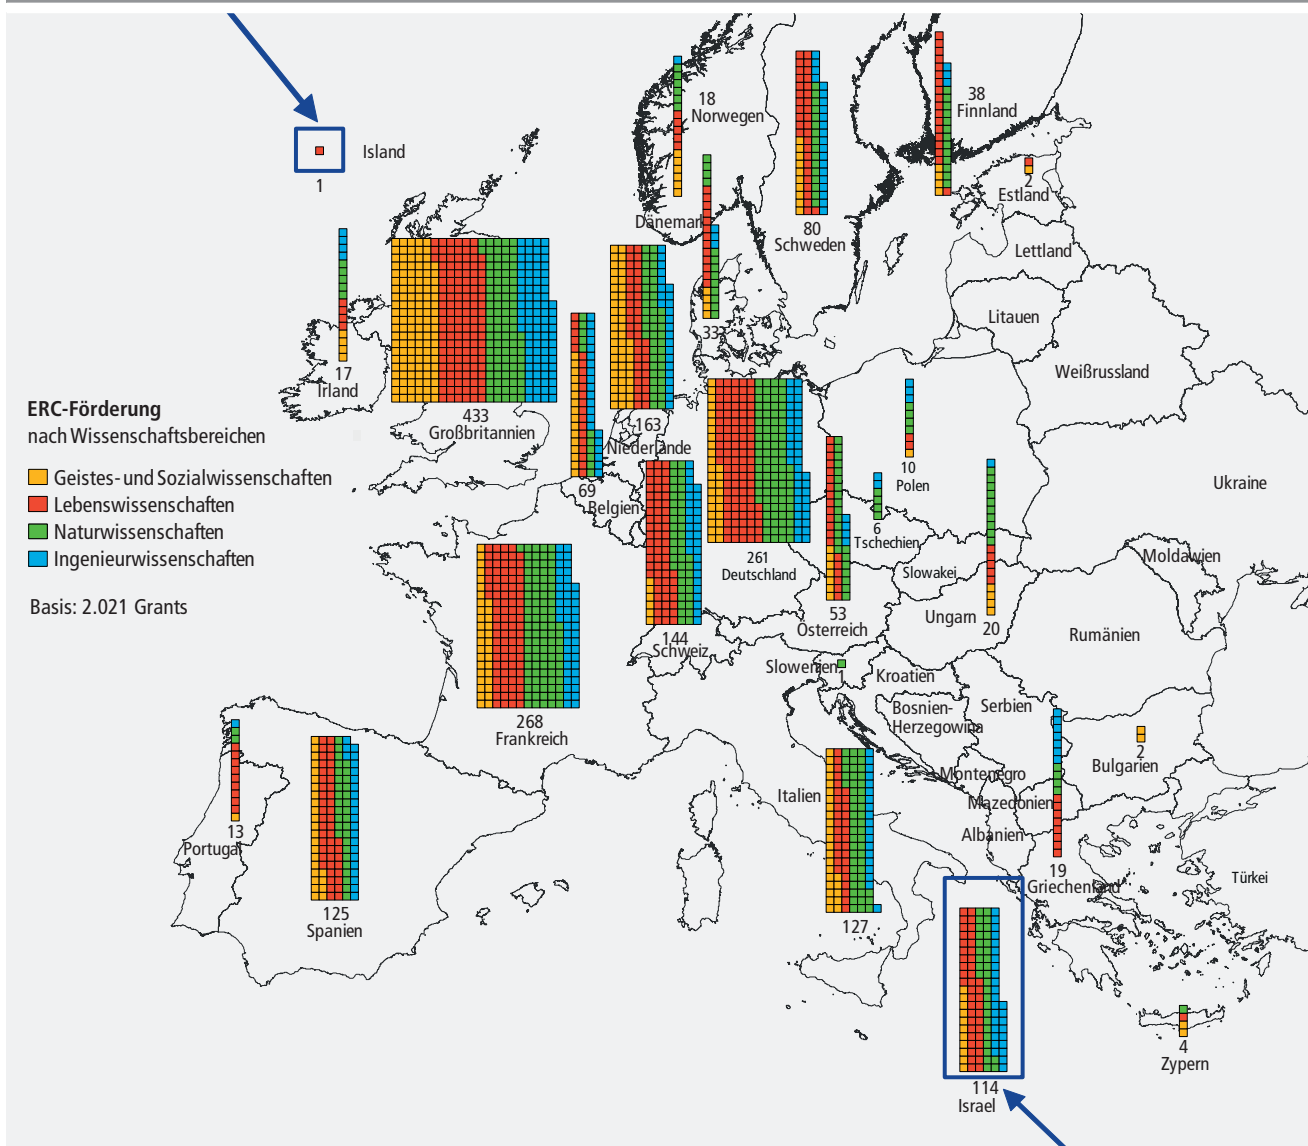 18
Norwegen
38
Finnland
Island
1
2
Estland
Dänemark
80
Schweden
Lettland
33
Litauen
17
Irland
Weißrussland
433
Großbritannien
163
Niederlande
ERC-Förderung
nach Wissenschaftsbereichen
Geistes- und Sozialwissenschaften
Lebenswissenschaften
Naturwissenschaften
Ingenieurwissenschaften
Basis: 2.021 Grants
69
Belgien
10
Polen
Ukraine
6
Tschechien
261
Deutschland
Moldawien
Slowakei
53
Österreich
Ungarn
20
Rumänien
144
Schweiz
Slowenien
1
Kroatien
268
Frankreich
Bosnien-
Herzegowina
Serbien
2
Bulgarien
Montenegro
Italien
Mazedonien
13
Portugal
Albanien
19
Griechenland
Türkei
125
Spanien
127
4
Zypern
114
Israel